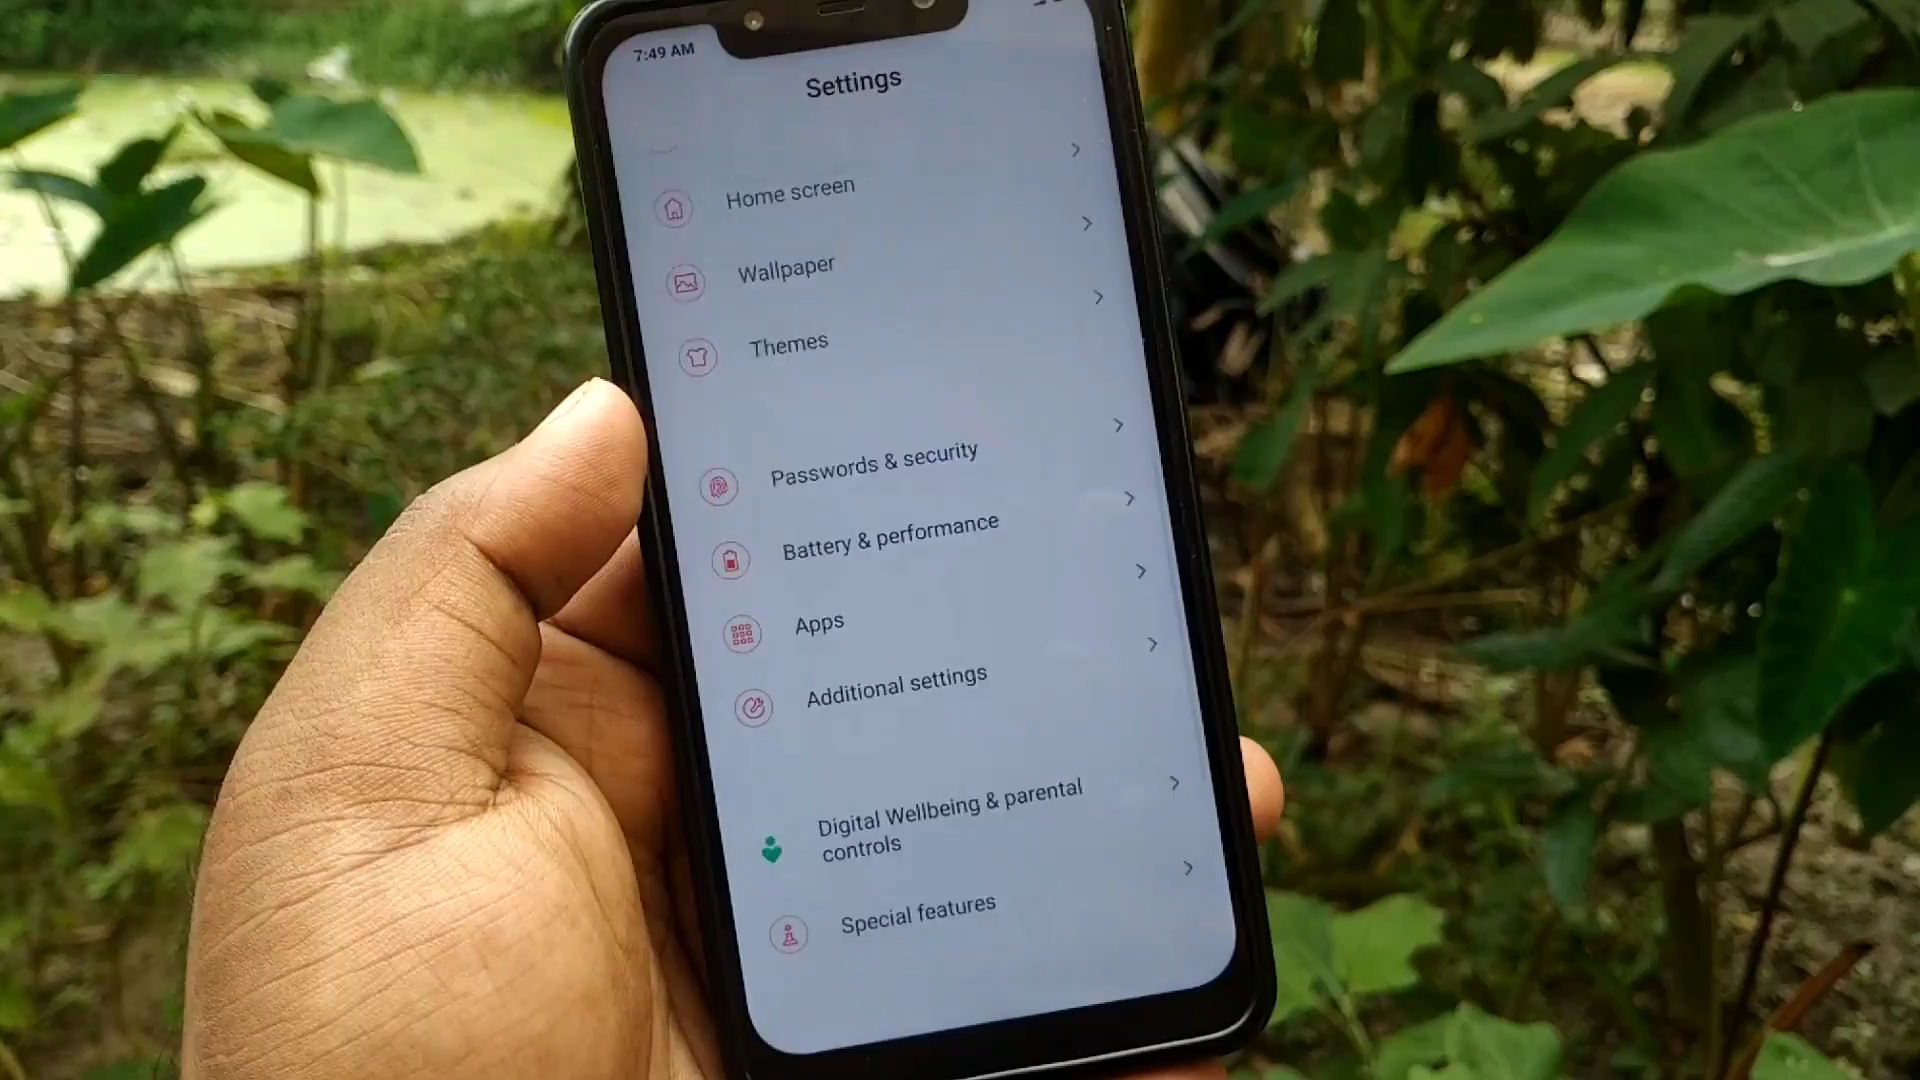 7:49 AM
Settings
Home screen
Wallpaper
Themes
Passwords & security
Battery & performance
Apps
Additional settings
Digital Wellbeing & parental
controls
Special features